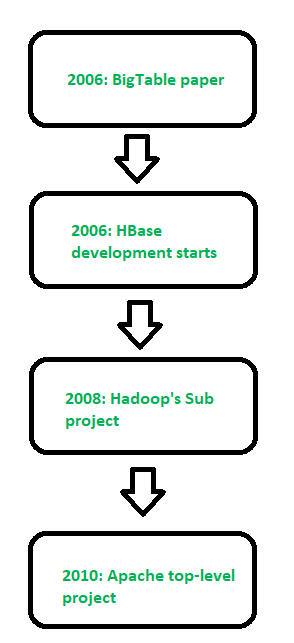 2006: BigTable paper
2006: HBase
development starts
2008: Hadoop's Sub
project
2010: Apache top-level
project